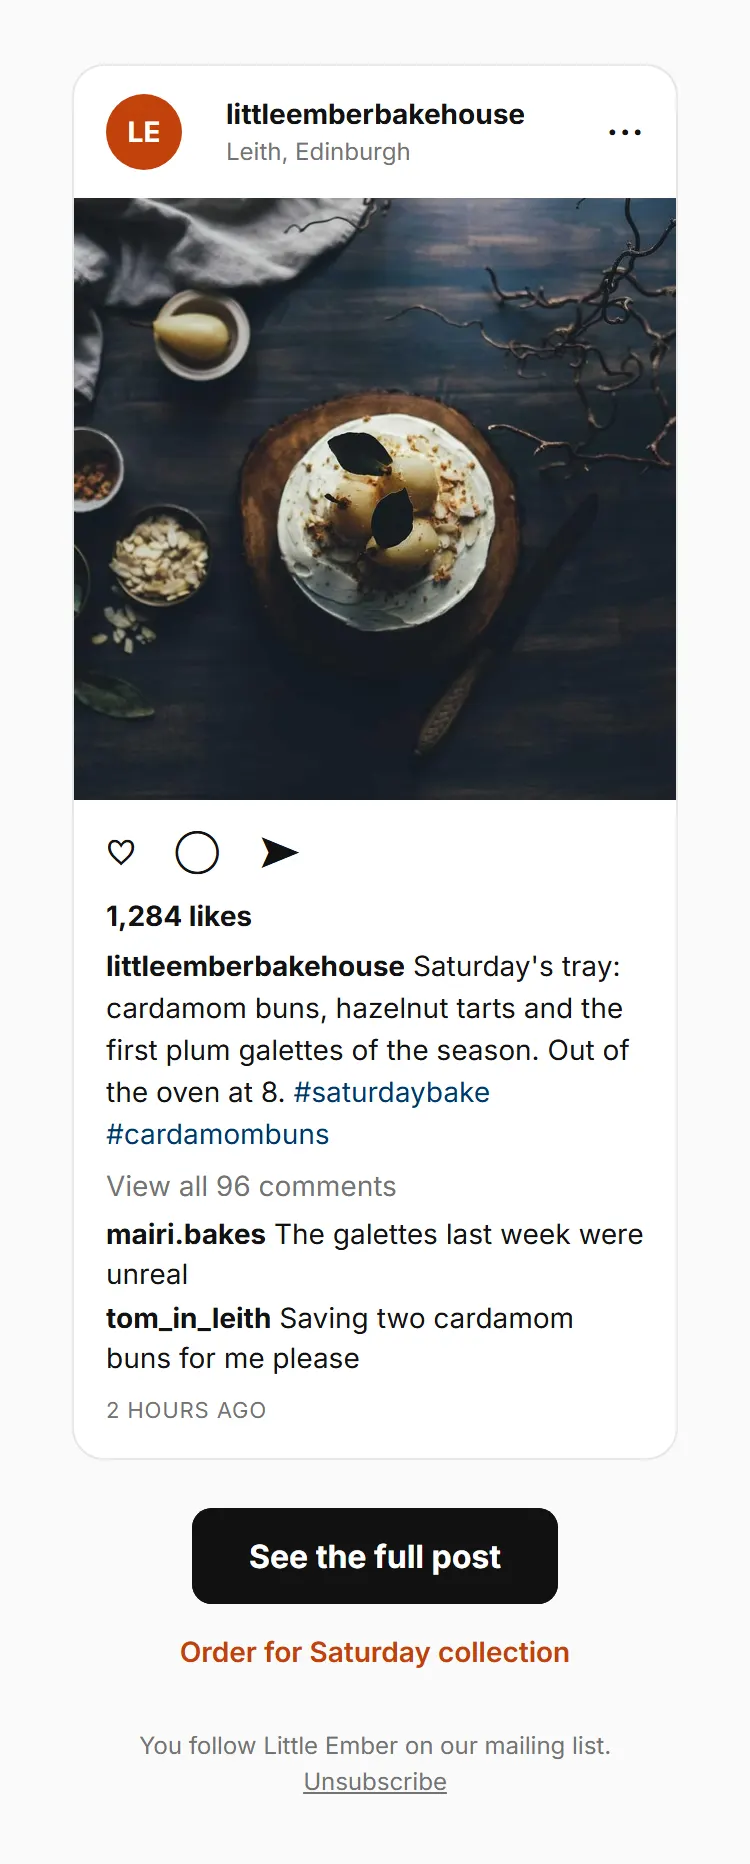 LE
littleemberbakehouse
Leith, Edinburgh
1,284 likes
littleemberbakehouse Saturday's tray:
cardamom buns, hazelnut tarts and the
first plum galettes of the season. Out of
the oven at 8. #saturdaybake
#cardamombuns
View all 96 comments
mairi.bakes The galettes last week were
unreal
tom_in_leith Saving two cardamom
buns for me please
2 HOURS AGO
See the full post
Order for Saturday collection
You follow Little Ember on our mailing list.
Unsubscribe